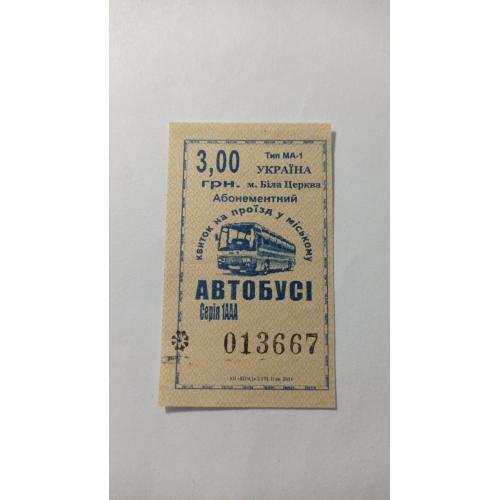 3,00 Тип МА-1
УКРАЇНА
грн. м. Біла Церква
Абонементний
квиток на проїзд у міському
АВТОБУСІ
Серія 1ААА
013667